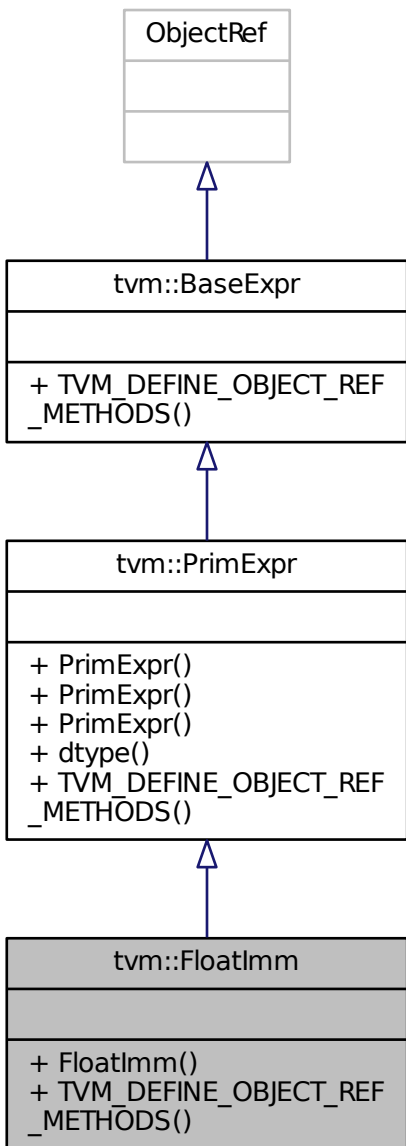 ObjectRef
tvm::BaseExpr
+ TVM_DEFINE_OBJECT_REF
_METHODS()
tvm::PrimExpr
+ PrimExpr()
+ PrimExpr()
+ PrimExpr()
+ dtype()
+ TVM_DEFINE_OBJECT_REF
_METHODS()
tvm::FloatImm
+ FloatImm()
+ TVM_DEFINE_OBJECT_REF
_METHODS()